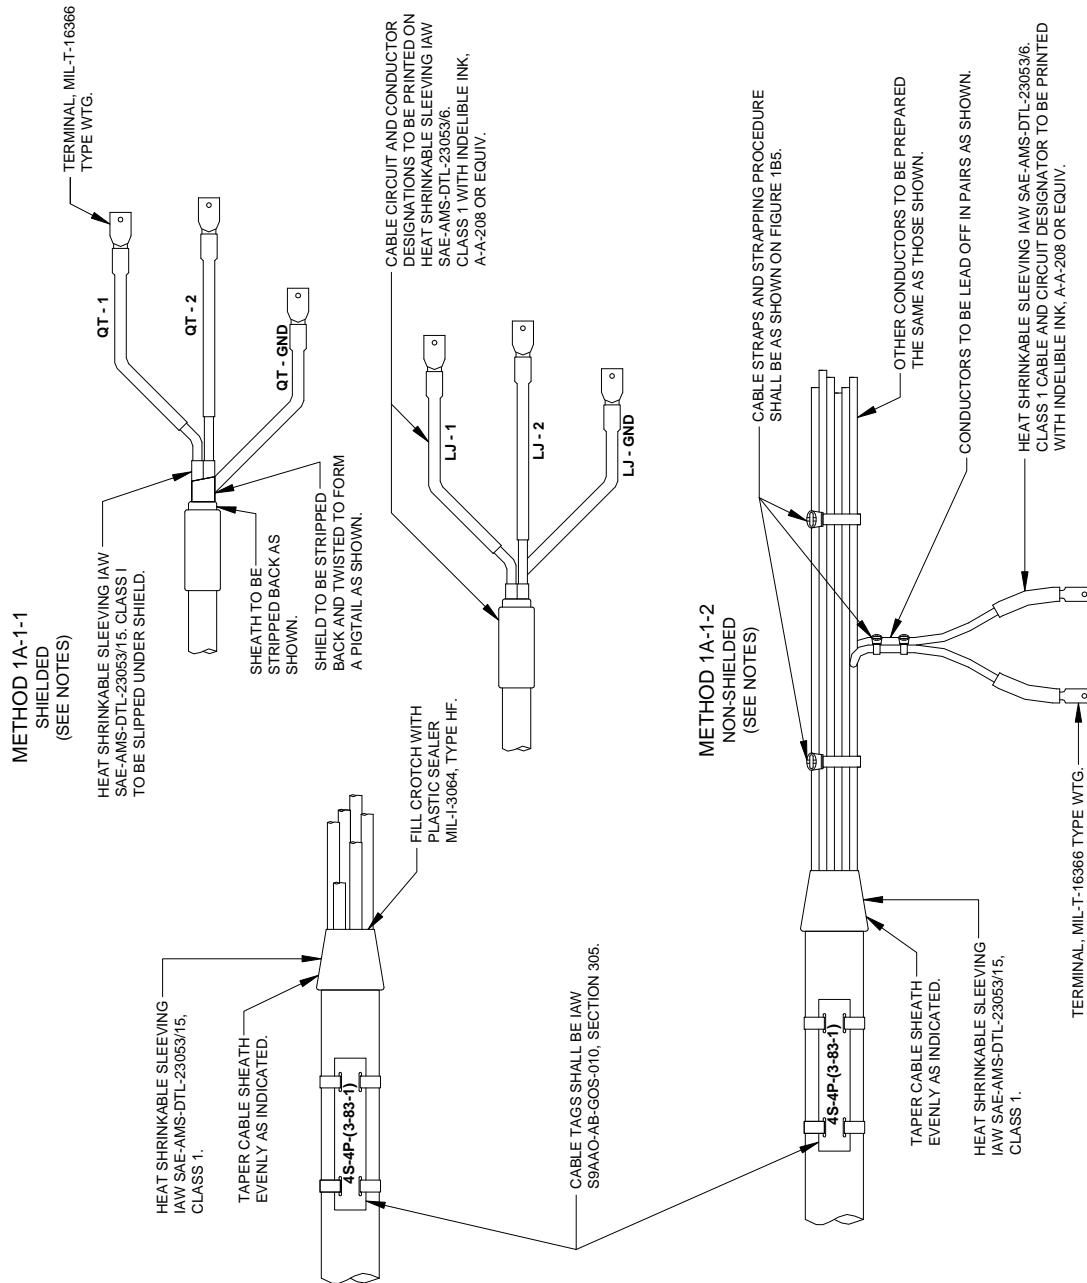 METHOD 1A-1-1
SHIELDED
(SEE NOTES)
HEAT SHRINKABLE SLEEVING IAW
SAE-AMS-DTL-23053/15. CLASS I
TO BE SLIPPED UNDER SHIELD.
TERMINAL, MIL-T-16366
TYPE WTG.
QT - 1
QT - 2
QT - GND
SHEATH TO BE
STRIPPED BACK AS
SHOWN.
SHIELD TO BE STRIPPED
BACK AND TWISTED TO FORM
A PIGTAIL AS SHOWN.
HEAT SHRINKABLE SLEEVING
IAW SAE-AMS-DTL-23053/15,
CLASS 1.
TAPER CABLE SHEATH
EVENLY AS INDICATED.
4S-4P-(3-83-1)
FILL CROTCH WITH
PLASTIC SEALER
MIL-I-3064, TYPE HF.
CABLE CIRCUIT AND CONDUCTOR
DESIGNATIONS TO BE PRINTED ON
HEAT SHRINKABLE SLEEVING IAW
SAE-AMS-DTL-23053/6.
CLASS 1 WITH INDELIBLE INK,
A-A-208 OR EQUIV.
LJ - 1
LJ - 2
LJ - GND
CABLE TAGS SHALL BE IAW
S9AAO-AB-GOS-010, SECTION 305.
METHOD 1A-1-2
NON-SHIELDED
(SEE NOTES)
CABLE STRAPS AND STRAPPING PROCEDURE
SHALL BE AS SHOWN ON FIGURE 1B5.
4S-4P-(3-83-1)
OTHER CONDUCTORS TO BE PREPARED
THE SAME AS THOSE SHOWN.
CONDUCTORS TO BE LEAD OFF IN PAIRS AS SHOWN.
TAPER CABLE SHEATH
EVENLY AS INDICATED.
HEAT SHRINKABLE SLEEVING
IAW SAE-AMS-DTL-23053/15,
CLASS 1.
HEAT SHRINKABLE SLEEVING IAW SAE-AMS-DTL-23053/6.
CLASS 1 CABLE AND CIRCUIT DESIGNATOR TO BE PRINTED
WITH INDELIBLE INK, A-A-208 OR EQUIV.
TERMINAL, MIL-T-16366 TYPE WTG.